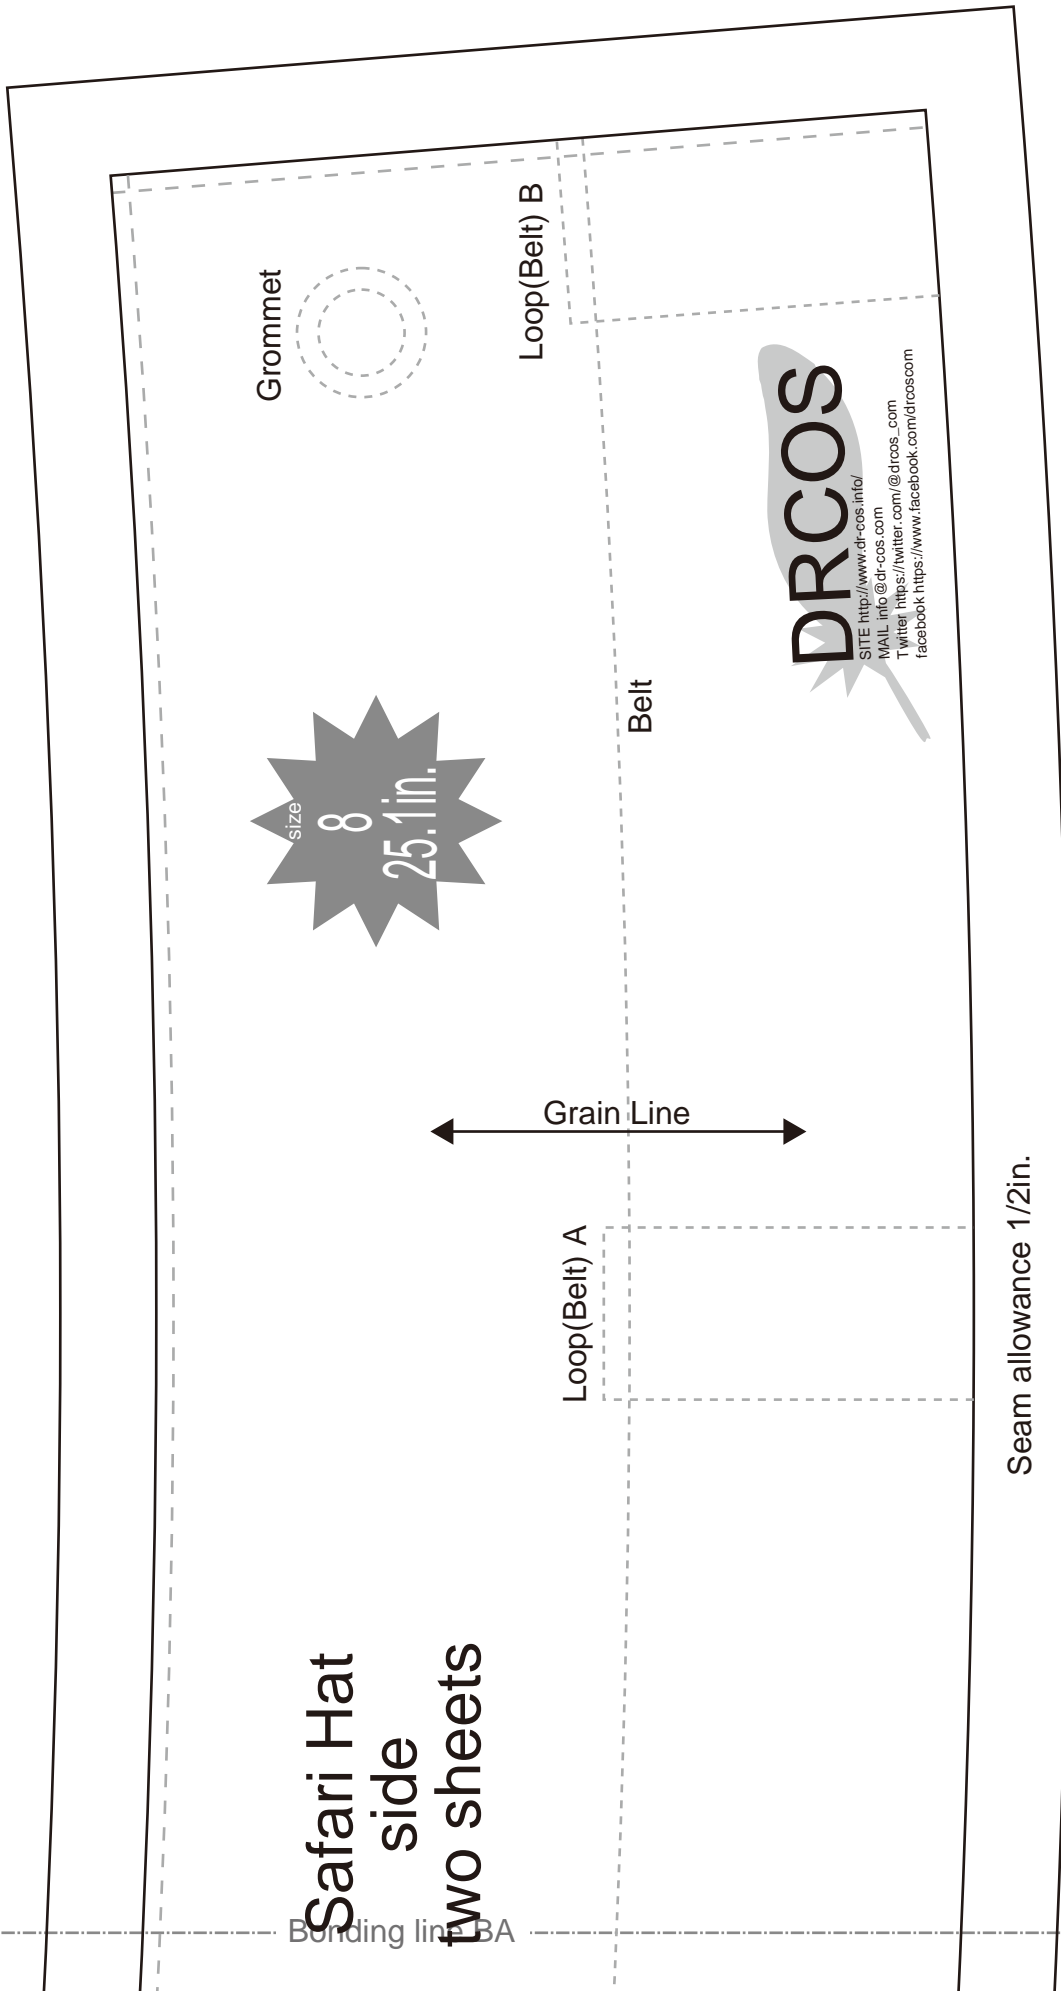 Grommet
Loop(Belt) B
DRCOS
SITE http://www.dr-cos.info/
MAIL info@dr-cos.com
Twitter https://twitter.com/@drcos_com
facebook https://www.facebook.com/drcoscom
Belt
size
8
25.1in.
Grain Line
Loop(Belt) A
Seam allowance 1/2in.
Safari Hat
side
two sheets
Bonding line BA